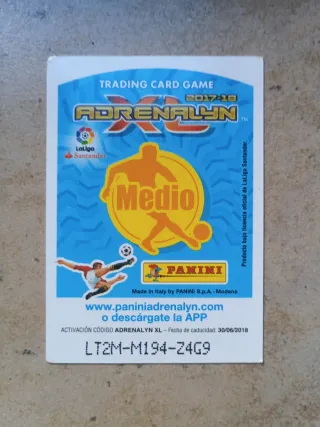 TRADING CARD GAME
2017-18
ADRENALYN
XL
TM
LaLiga
Santander
Medio
Producto bajo licencia oficial de LaLiga Santander
PANINI
Made in Italy by PANINI S.p.A. - Modena
www.paniniadrenalyn.com
o descárgate la APP
ACTIVACIÓN CÓDIGO ADRENALYN XL – Fecha de caducidad: 30/06/2018
LT2M-M194-Z4G9